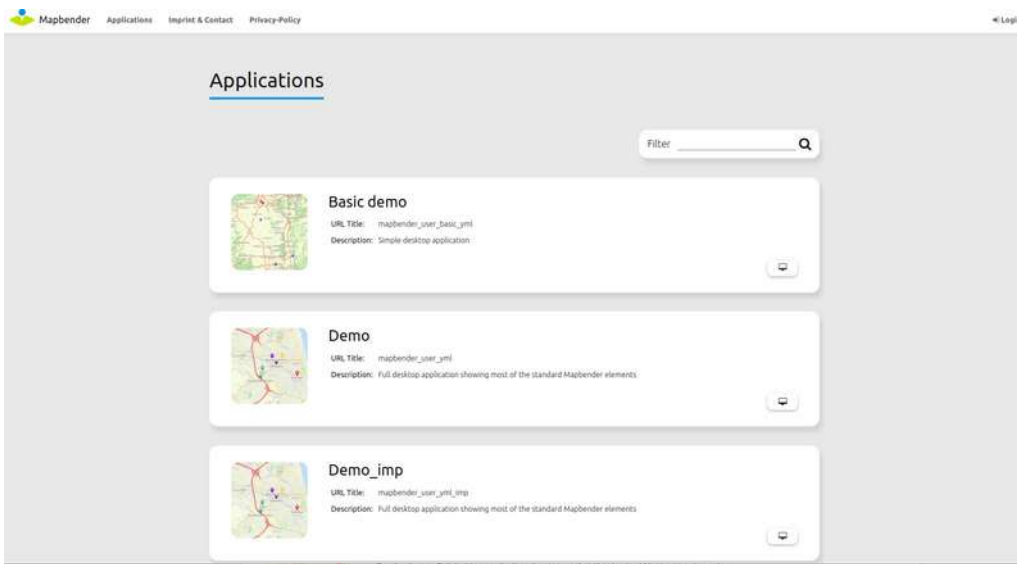 Mapbender Applications Imprint & Contact Privacy-Policy Logi
Applications
Filter
Basic demo
URL Title: mapbender_user_basic_yml
Description: Simple desktop application
Demo
URL Title: mapbender_user_yml
Description: Full desktop application showing most of the standard Mapbender elements
Demo_imp
URL Title: mapbender_user_yml_imp
Description: Full desktop application showing most of the standard Mapbender elements